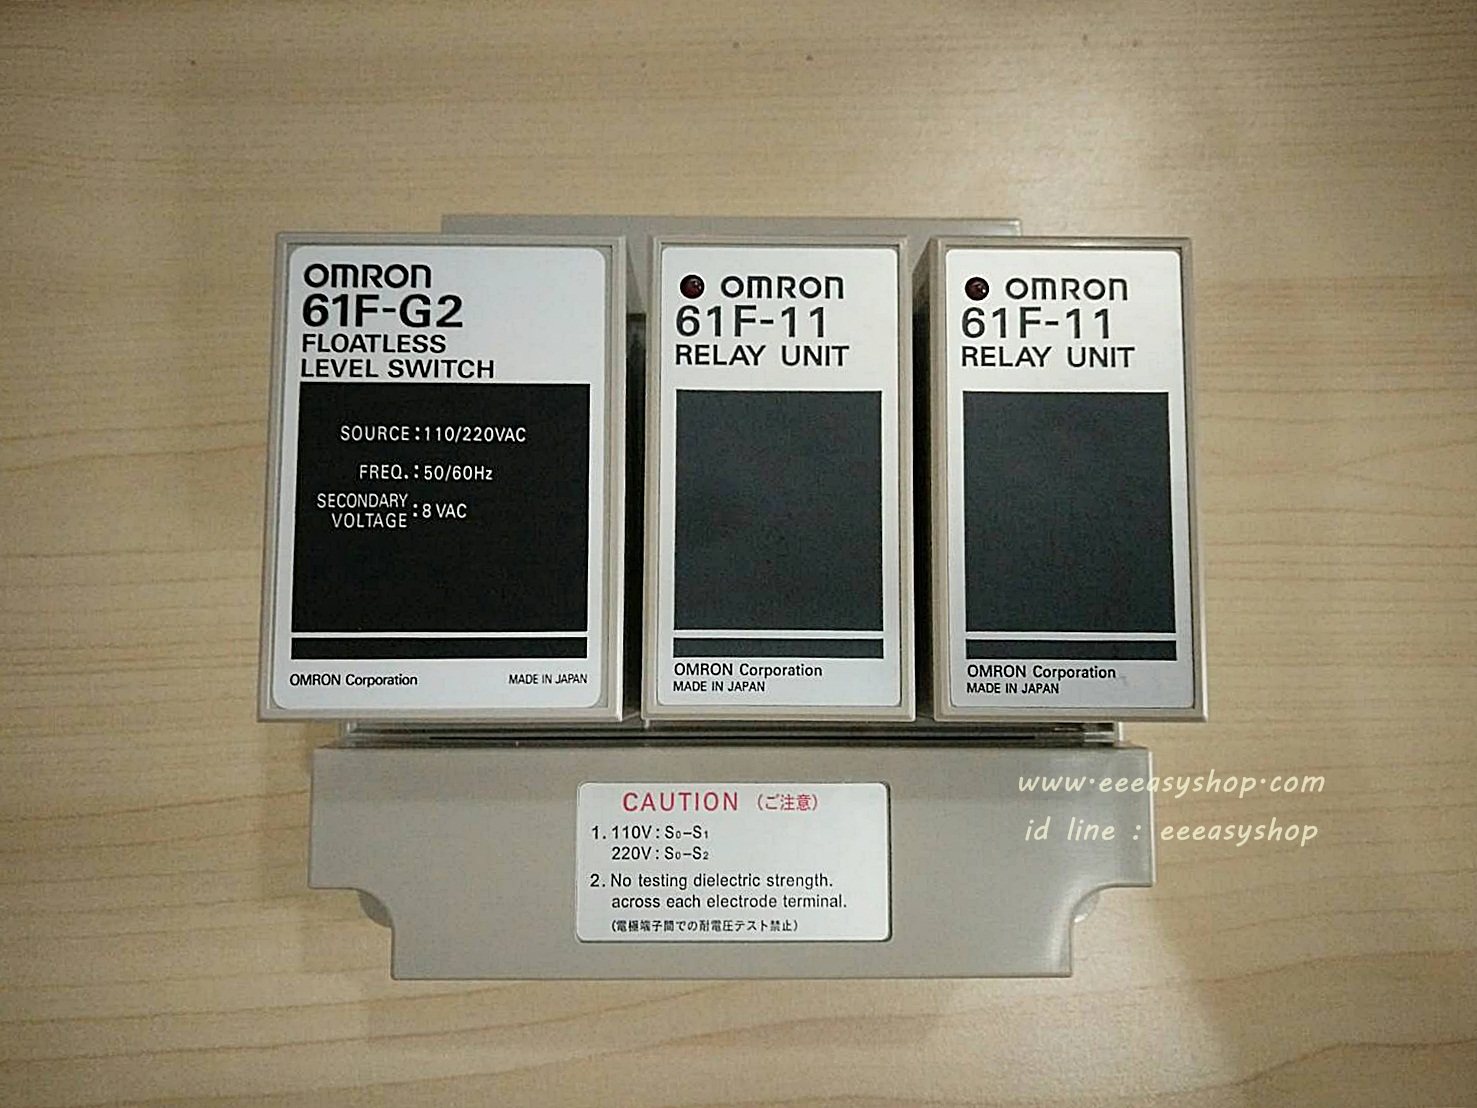 OMRON
61F-G2
FLOATLESS
LEVEL SWITCH
SOURCE : 110/220VAC
FREQ. : 50/60Hz
SECONDARY
VOLTAGE : 8 VAC
OMRON Corporation
MADE IN JAPAN
OMRON
61F-11
RELAY UNIT
OMRON Corporation
MADE IN JAPAN
OMRON
61F-11
RELAY UNIT
OMRON Corporation
MADE IN JAPAN
CAUTION (ご注意)
1. 110V : S₀–S₁
220V : S₀–S₂
2. No testing dielectric strength.
across each electrode terminal.
(電極端子間での耐電圧テスト禁止)
www.eeeasyshop.com
id line : eeeasyshop